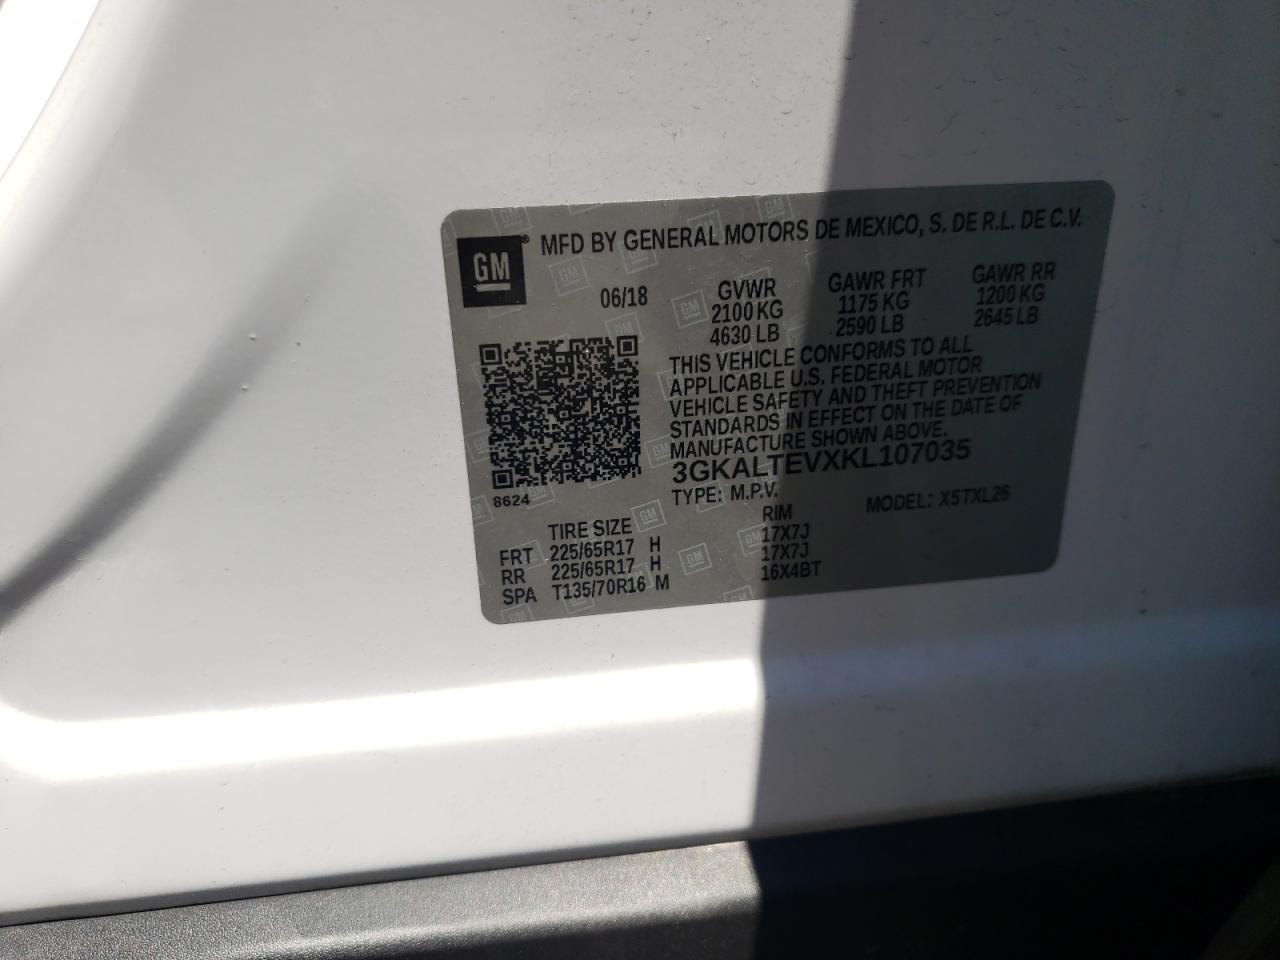 GM® MFD BY GENERAL MOTORS DE MEXICO, S. DE R.L. DE C.V.
06/18 GVWR GAWR FRT GAWR RR
2100 KG 1175 KG 1200 KG
4630 LB 2590 LB 2645 LB
THIS VEHICLE CONFORMS TO ALL
APPLICABLE U.S. FEDERAL MOTOR
VEHICLE SAFETY AND THEFT PREVENTION
STANDARDS IN EFFECT ON THE DATE OF
MANUFACTURE SHOWN ABOVE.
3GKALTEVXKL107035
8624 TYPE: M.P.V. MODEL: X5TXL26
TIRE SIZE RIM
FRT 225/65R17 H 17X7J
RR 225/65R17 H 17X7J
SPA T135/70R16 M 16X4BT